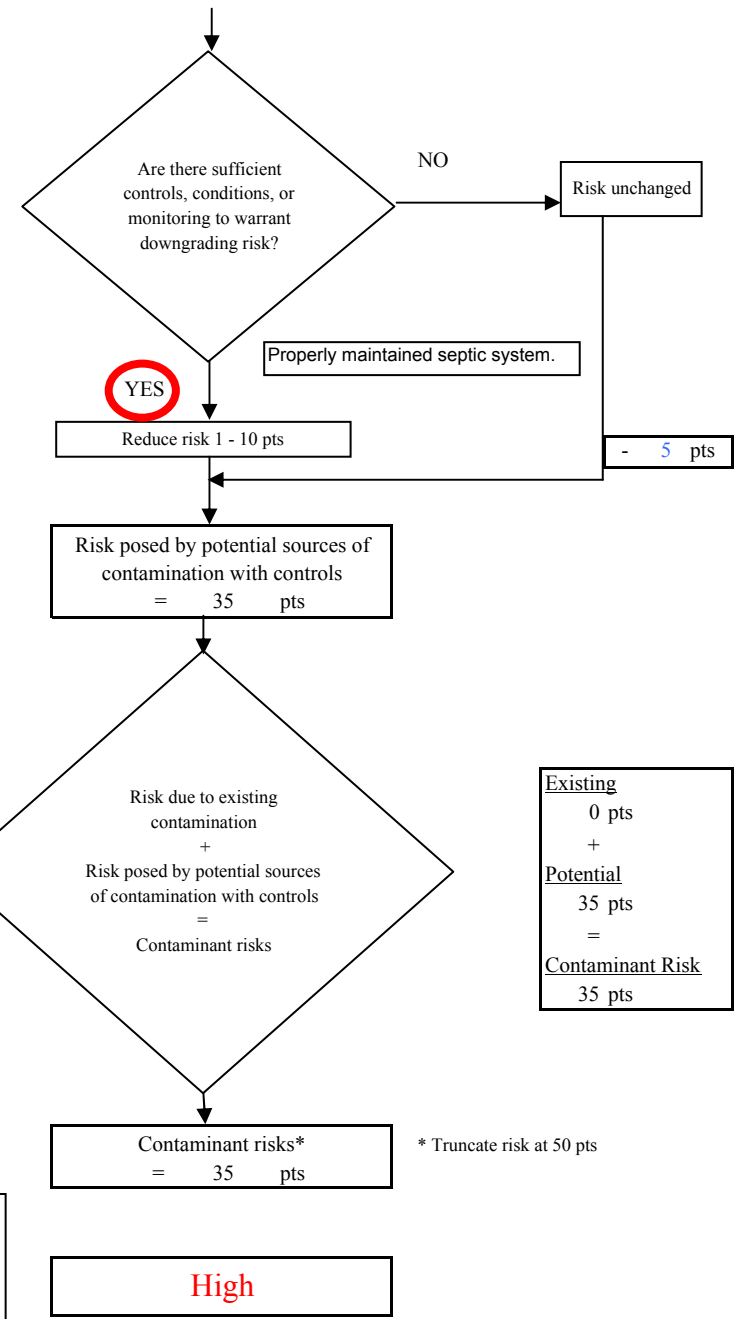 Are there sufficient
controls, conditions, or
monitoring to warrant
downgrading risk?
NO
Risk unchanged
Properly maintained septic system.
YES
Reduce risk 1 - 10 pts
- 5 pts
Risk posed by potential sources of
contamination with controls
= 35 pts
Risk due to existing
contamination
+
Risk posed by potential sources
of contamination with controls
=
Contaminant risks
Existing
0 pts
+
Potential
35 pts
=
Contaminant Risk
35 pts
Contaminant risks*
= 35 pts
* Truncate risk at 50 pts
High